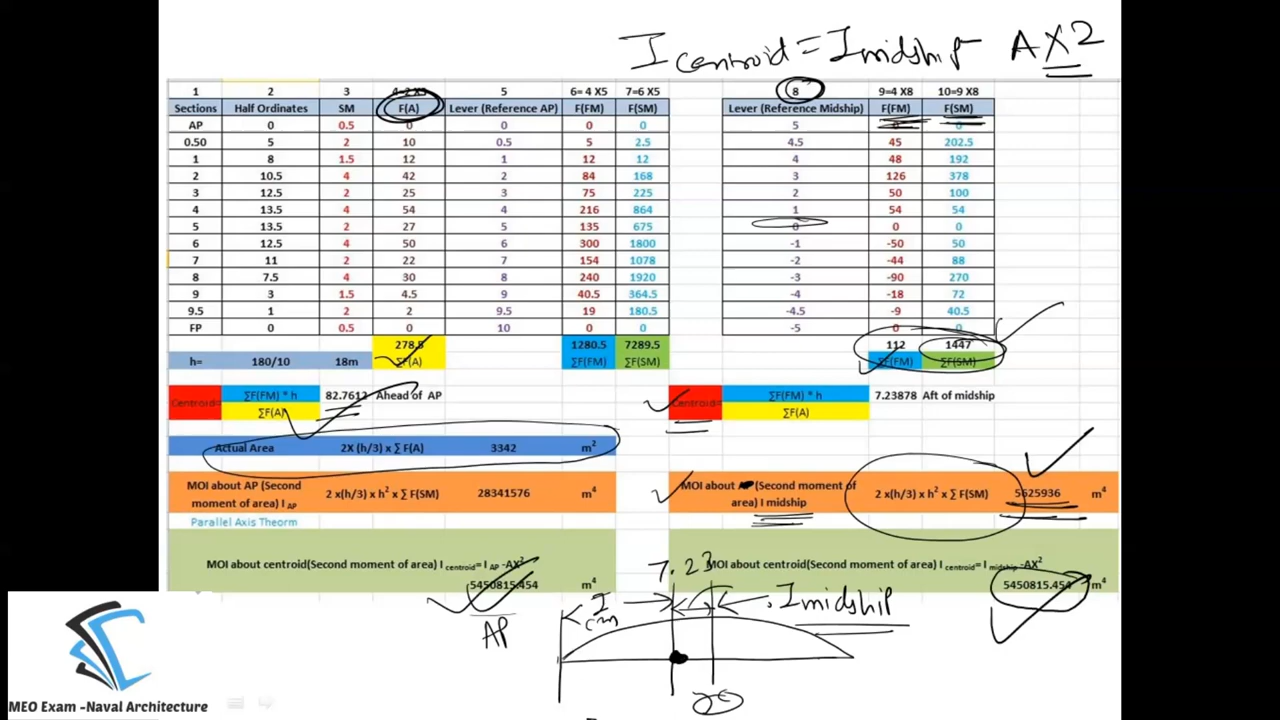 I centroid = I midship AX2
1 2 3 4=2 X3 5 6= 4 X5 7=6 X5 8 9=4 X8 10=9 X8
Sections Half Ordinates SM F(A) Lever (Reference AP) F(FM) F(SM) Lever (Reference Midship) F(FM) F(SM)
AP 0 0.5 0 0 0 0 5 0 0
0.50 5 2 10 0.5 5 2.5 4.5 45 202.5
1 8 1.5 12 1 12 12 4 48 192
2 10.5 4 42 2 84 168 3 126 378
3 12.5 2 25 3 75 225 2 50 100
4 13.5 4 54 4 216 864 1 54 54
5 13.5 2 27 5 135 675 0 0 0
6 12.5 4 50 6 300 1800 -1 -50 50
7 11 2 22 7 154 1078 -2 -44 88
8 7.5 4 30 8 240 1920 -3 -90 270
9 3 1.5 4.5 9 40.5 364.5 -4 -18 72
9.5 1 2 2 9.5 19 180.5 -4.5 -9 40.5
FP 0 0.5 0 10 0 0 -5 0 0
278.5 1280.5 7289.5 112 1447
h= 180/10 18m ∑F(A) ∑F(FM) ∑F(SM) ∑F(FM) ∑F(SM)
Centroid= ∑F(FM) * h 82.7612 Ahead of AP Centroid= ∑F(FM) * h 7.23878 Aft of midship
∑F(A) ∑F(A)
Actual Area 2X (h/3) x ∑ F(A) 3342 m²
MOI about AP (Second moment of area) I AP 2 x(h/3) x h² x ∑ F(SM) 28341576 m⁴
MOI about (Second moment of area) I midship 2 x(h/3) x h² x ∑ F(SM) 5625936 m⁴
Parallel Axis Theorm
MOI about centroid(Second moment of area) I centroid= I AP -AX²
5450815.454 m⁴
MOI about centroid(Second moment of area) I centroid= I midship -AX²
5450815.454 m⁴
7.23
I midship
AP
MEO Exam -Naval Architecture